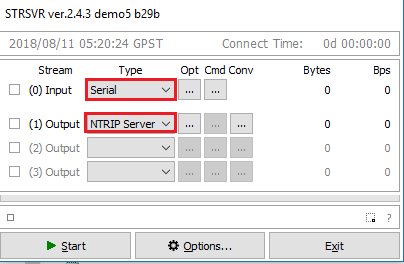 STRSVR ver.2.4.3 demo5 b29b
2018/08/11 05:20:24 GPST Connect Time: 0d 00:00:00
Stream Type Opt Cmd Conv Bytes Bps
(0) Input Serial ... ... 0 0
(1) Output NTRIP Server ... ... ... 0 0
(2) Output ... ... ... 0 0
(3) Output ... ... ... 0 0
?
Start Options... Exit